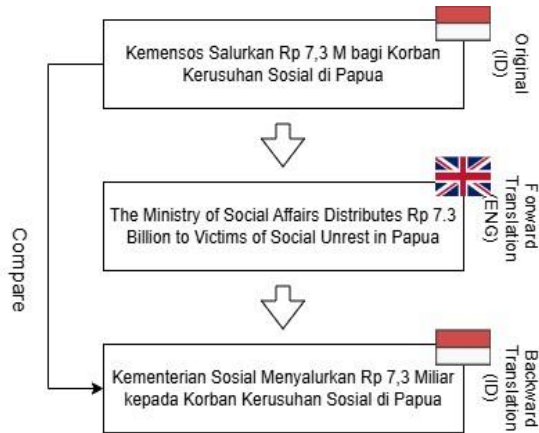 Kemensos Salurkan Rp 7,3 M bagi Korban
Kerusuhan Sosial di Papua
Original
(ID)
The Ministry of Social Affairs Distributes Rp 7.3
Billion to Victims of Social Unrest in Papua
Forward
Translation
(ENG)
Compare
Kementerian Sosial Menyalurkan Rp 7,3 Miliar
kepada Korban Kerusuhan Sosial di Papua
Backward
Translation
(ID)